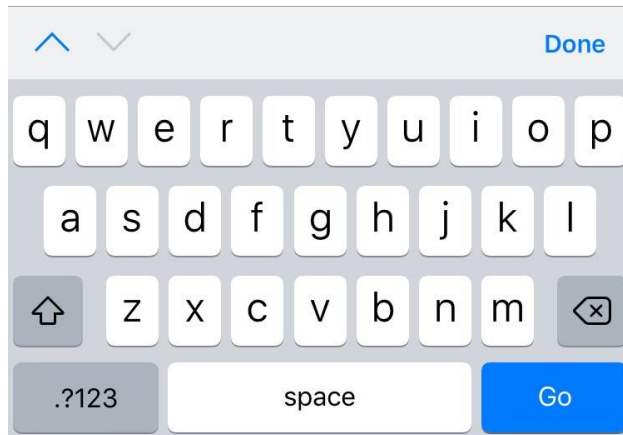 Done
q w e r t y u i o p
a s d f g h j k l
z x c v b n m
.?123 space Go